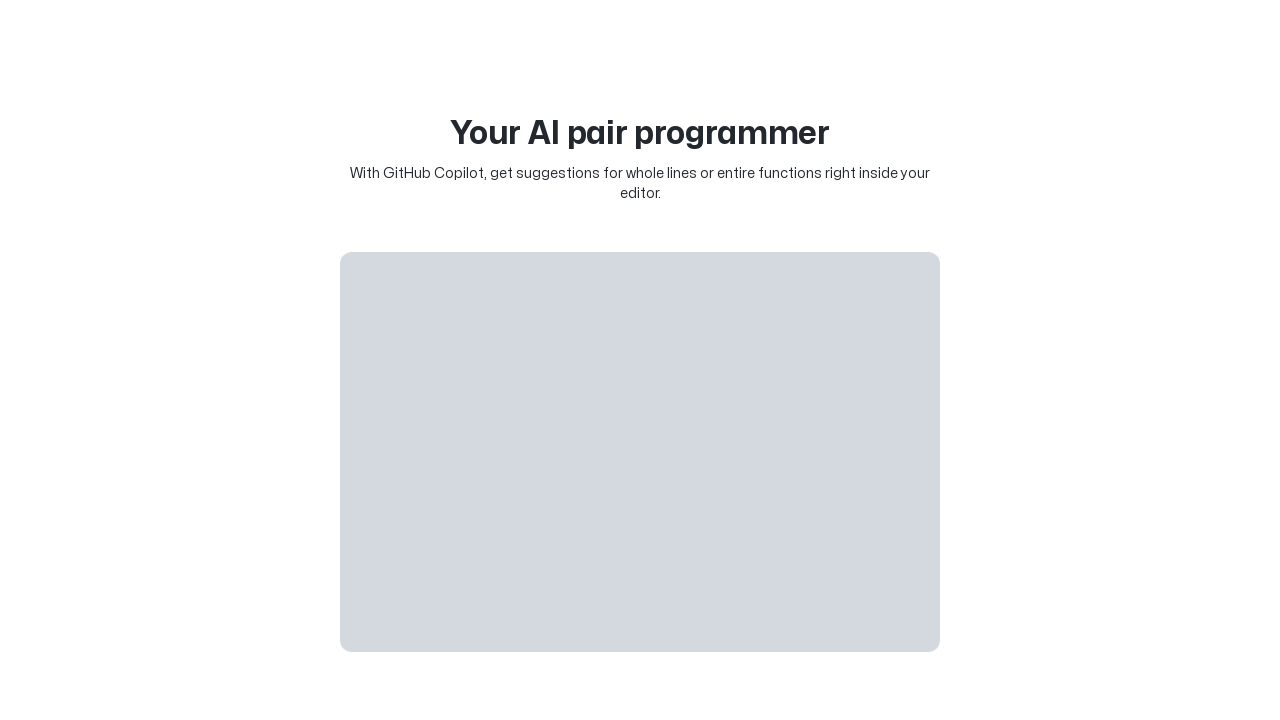 Your AI pair programmer
With GitHub Copilot, get suggestions for whole lines or entire functions right inside your
editor.